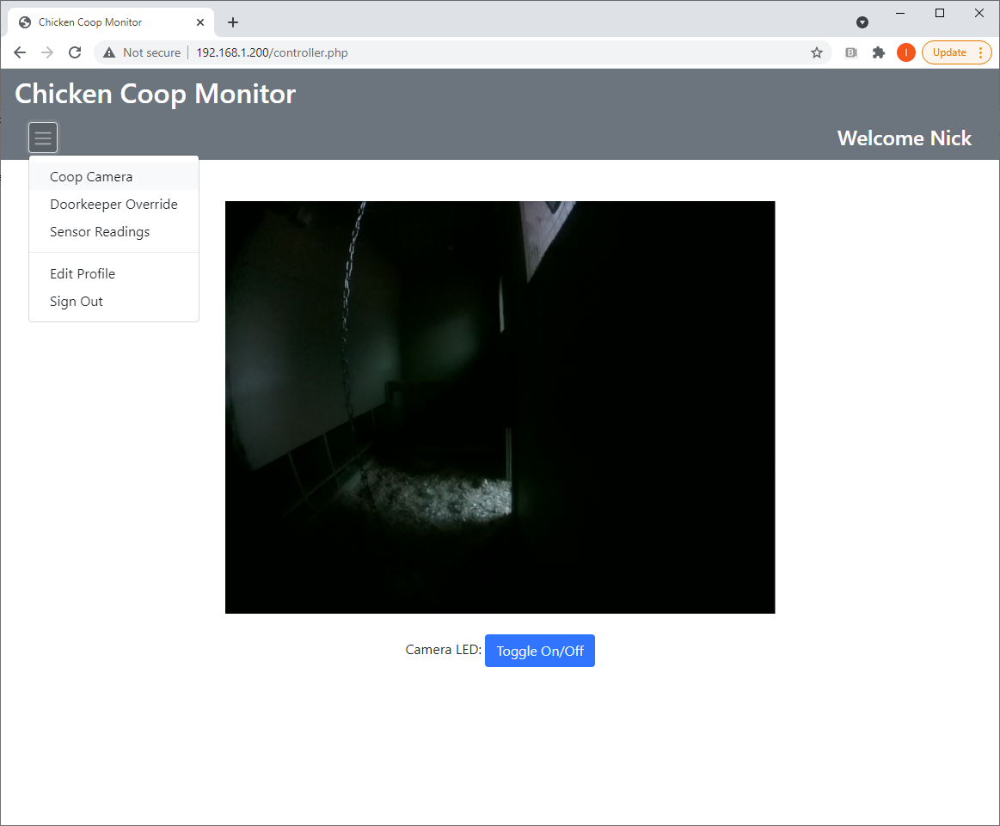 Chicken Coop Monitor
Not secure 192.168.1.200/controller.php
B
I
Update
Chicken Coop Monitor
Welcome Nick
Coop Camera
Doorkeeper Override
Sensor Readings
Edit Profile
Sign Out
Camera LED: Toggle On/Off